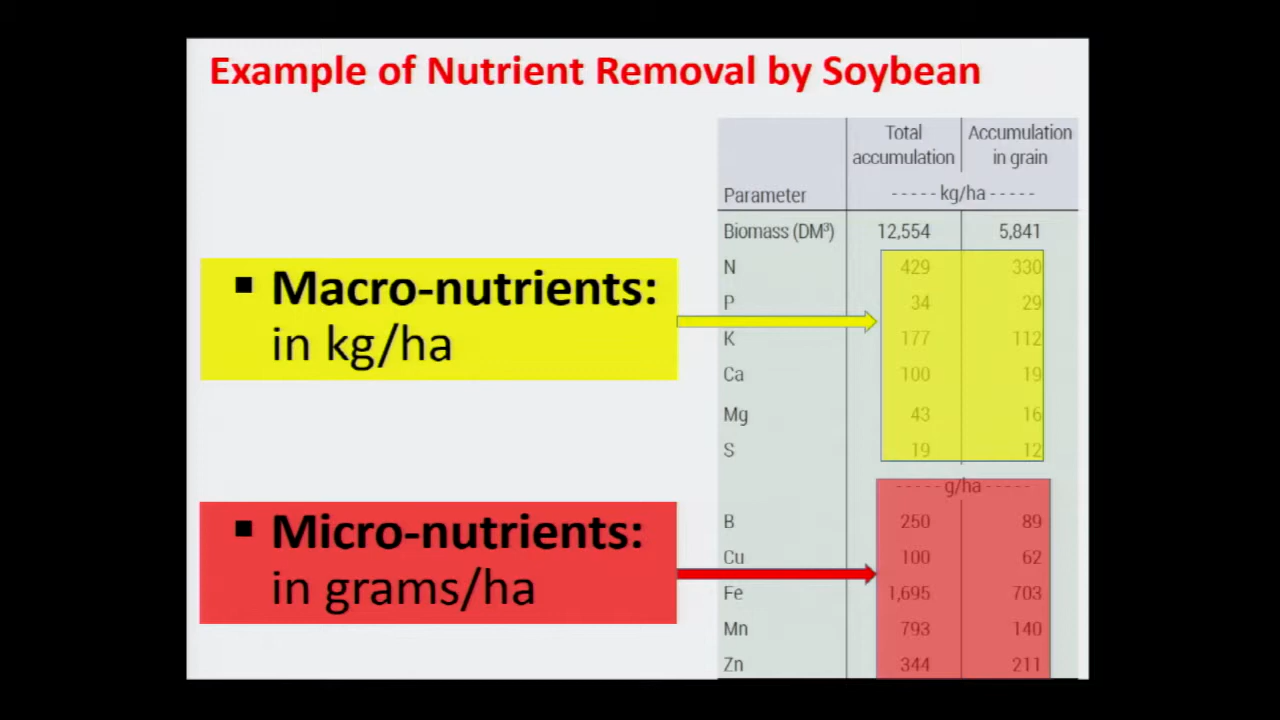 Example of Nutrient Removal by Soybean
▪ Macro-nutrients:
in kg/ha
▪ Micro-nutrients:
in grams/ha
Total accumulation | Accumulation in grain
Parameter | - - - - - kg/ha - - - - -
Biomass (DM³) 12,554 5,841
N 429 330
P 34 29
K 177 112
Ca 100 19
Mg 43 16
S 19 12
- - - - - g/ha - - - - -
B 250 89
Cu 100 62
Fe 1,695 703
Mn 793 140
Zn 344 211